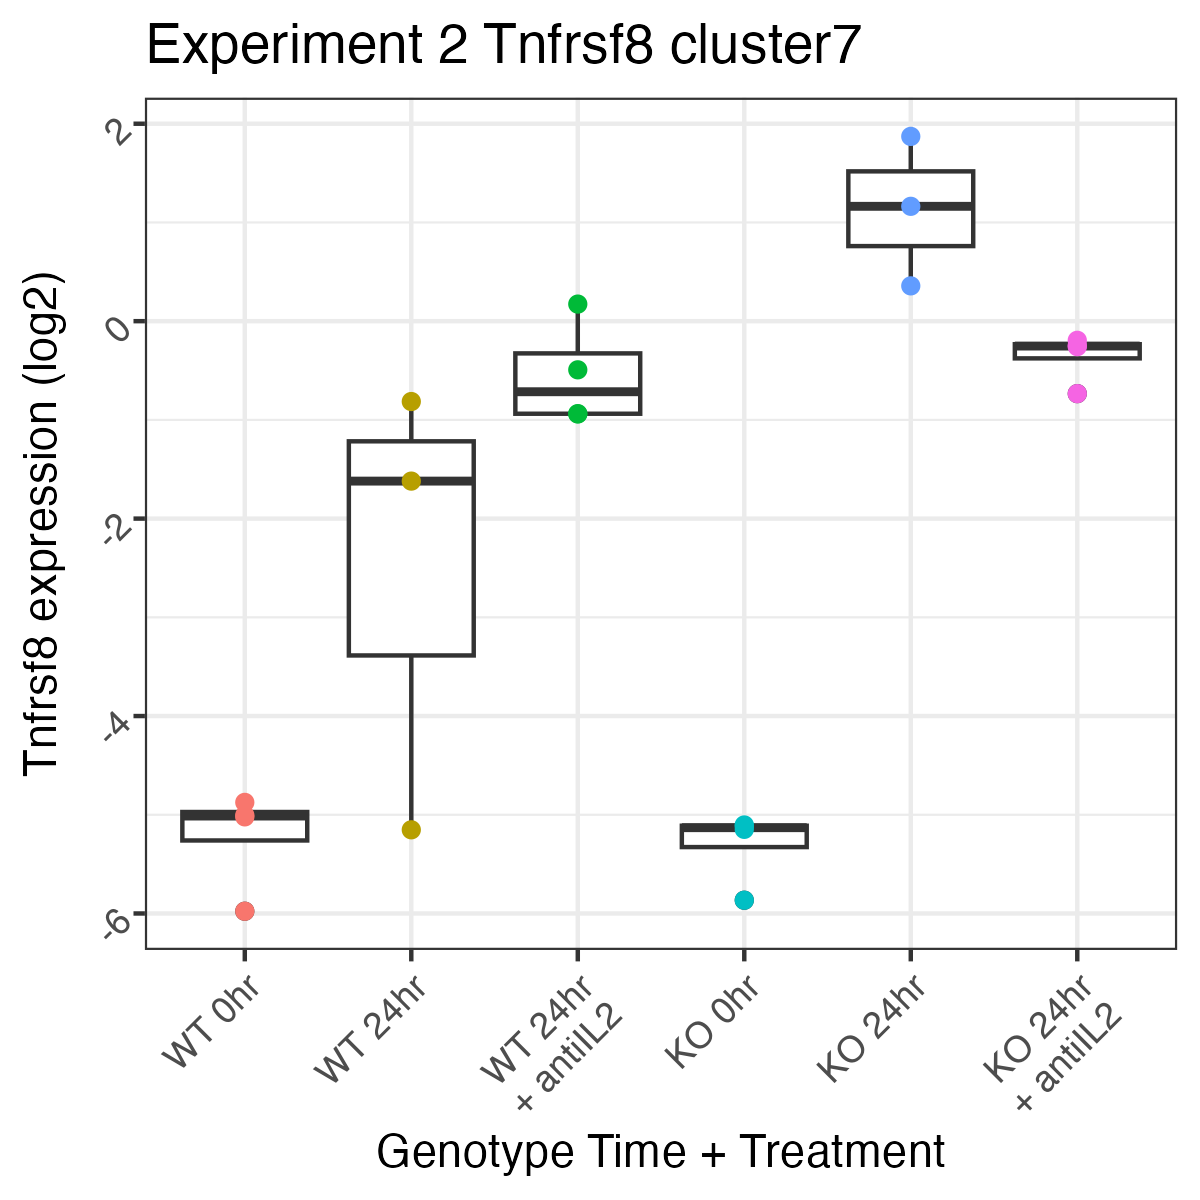 Experiment 2 Tnfrsf8 cluster7
Tnfrsf8 expression (log2)
2
0
-2
-4
-6
WT 0hr
WT 24hr
WT 24hr
+ antiIL2
KO 0hr
KO 24hr
KO 24hr
+ antiIL2
Genotype Time + Treatment